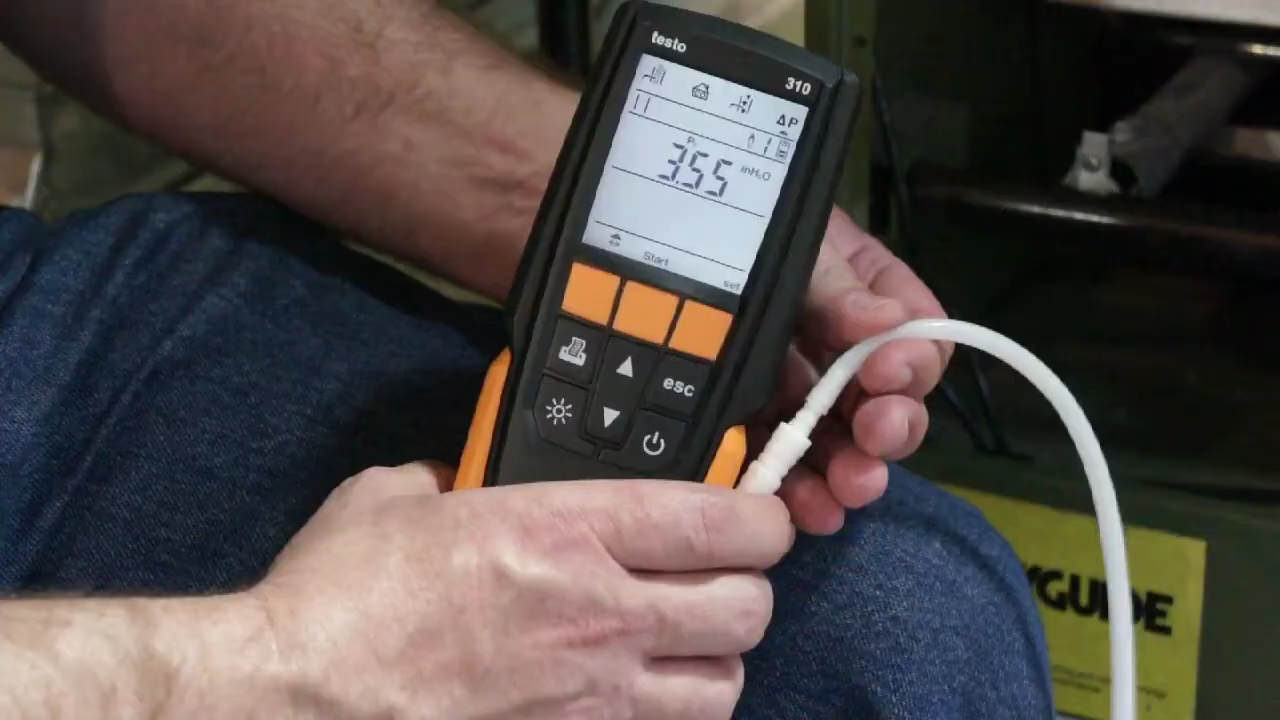 testo
310
ΔP
3.55 inH₂O
Start
set
esc
YGUIDE